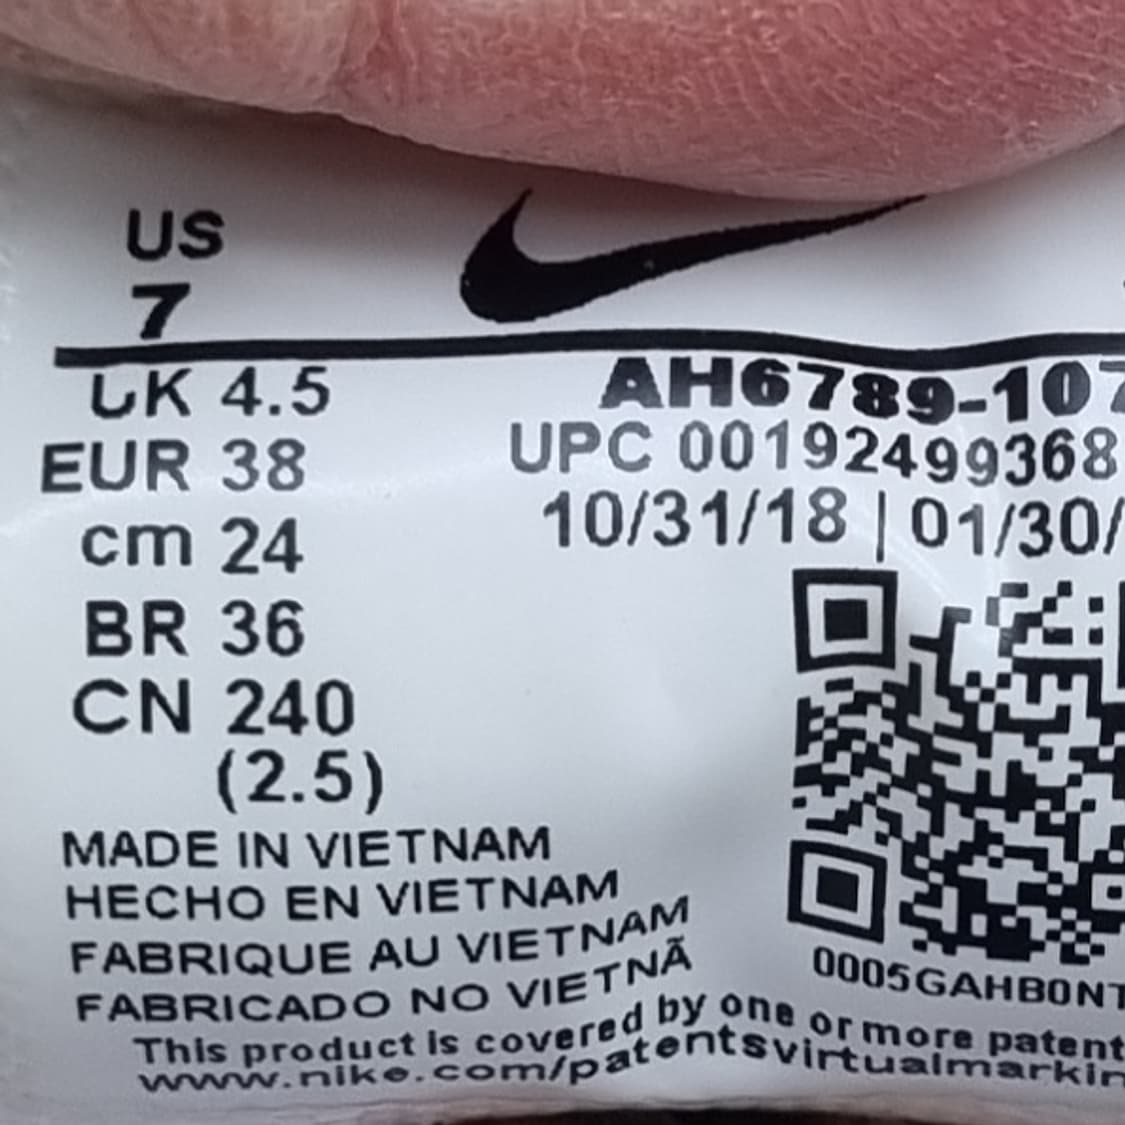 US
7
UK 4.5
EUR 38
cm 24
BR 36
CN 240
(2.5)
AH6789-107
UPC 00192499368
10/31/18 | 01/30/
0005GAHB0NT
MADE IN VIETNAM
HECHO EN VIETNAM
FABRIQUE AU VIETNAM
FABRICADO NO VIETNÃ
This product is covered by one or more patent
www.nike.com/patentsvirtualmarkin